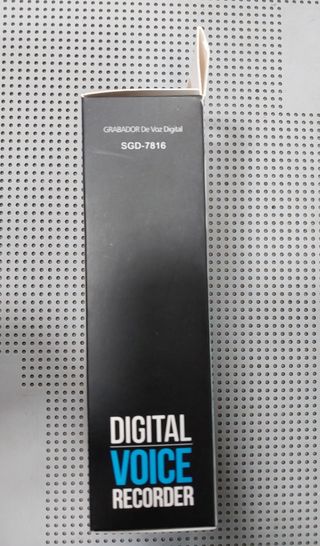 GRABADOR De Voz Digital
SGD-7816
DIGITAL
VOICE
RECORDER